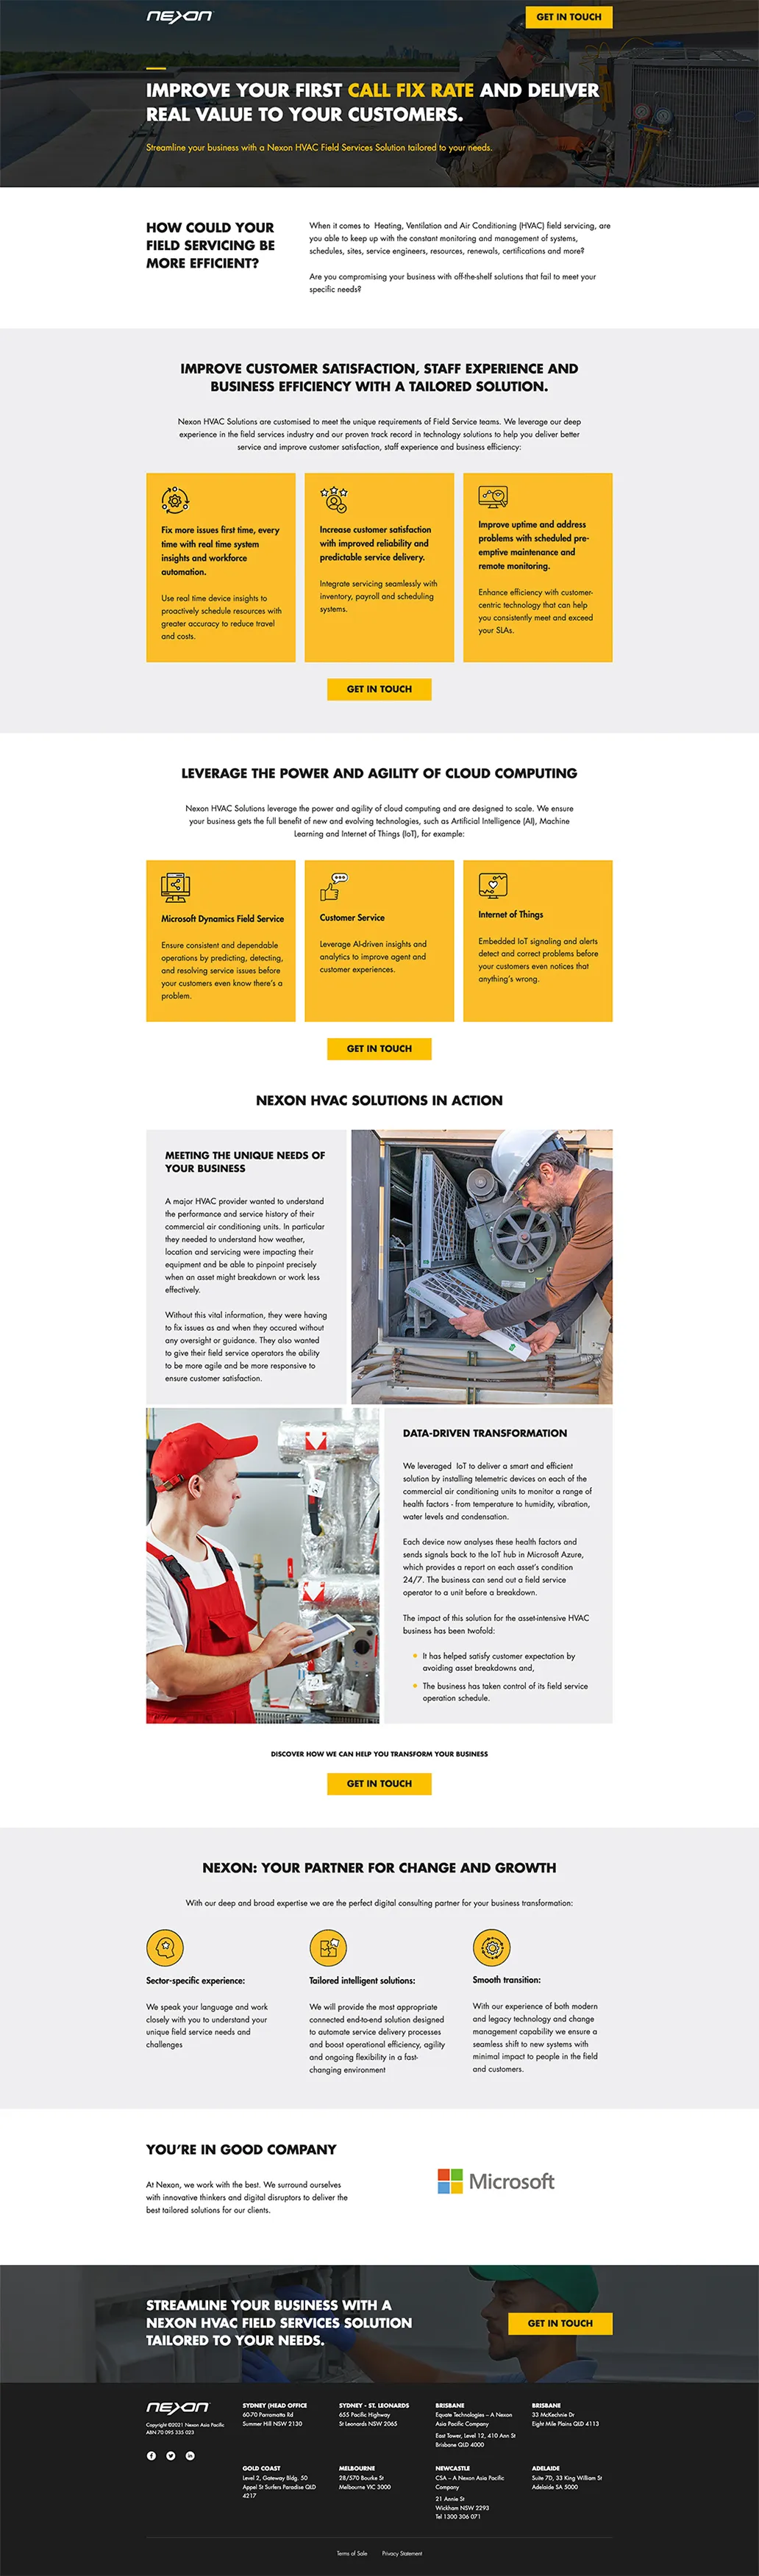 nexon
GET IN TOUCH
IMPROVE YOUR FIRST CALL FIX RATE AND DELIVER
REAL VALUE TO YOUR CUSTOMERS.
Streamline your business with a Nexon HVAC Field Services Solution tailored to your needs.
HOW COULD YOUR
FIELD SERVICING BE
MORE EFFICIENT?
When it comes to Heating, Ventilation and Air Conditioning (HVAC) field servicing, are
you able to keep up with the constant monitoring and management of systems,
schedules, sites, service engineers, resources, renewals, certifications and more?
Are you compromising your business with off-the-shelf solutions that fail to meet your
specific needs?
IMPROVE CUSTOMER SATISFACTION, STAFF EXPERIENCE AND
BUSINESS EFFICIENCY WITH A TAILORED SOLUTION.
Nexon HVAC Solutions are customised to meet the unique requirements of Field Service teams. We leverage our deep
experience in the field services industry and our proven track record in technology solutions to help you deliver better
service and improve customer satisfaction, staff experience and business efficiency:
Fix more issues first time, every
time with real time system
insights and workforce
automation.
Use real time device insights to
proactively schedule resources with
greater accuracy to reduce travel
and costs.
Increase customer satisfaction
with improved reliability and
predictable service delivery.
Integrate servicing seamlessly with
inventory, payroll and scheduling
systems.
Improve uptime and address
problems with scheduled pre-
emptive maintenance and
remote monitoring.
Enhance efficiency with customer-
centric technology that can help
you consistently meet and exceed
your SLAs.
GET IN TOUCH
LEVERAGE THE POWER AND AGILITY OF CLOUD COMPUTING
Nexon HVAC Solutions leverage the power and agility of cloud computing and are designed to scale. We ensure
your business gets the full benefit of new and evolving technologies, such as Artificial Intelligence (AI), Machine
Learning and Internet of Things (IoT), for example:
Microsoft Dynamics Field Service
Ensure consistent and dependable
operations by predicting, detecting,
and resolving service issues before
your customers even know there's a
problem.
Customer Service
Leverage AI-driven insights and
analytics to improve agent and
customer experiences.
Internet of Things
Embedded IoT signaling and alerts
detect and correct problems before
your customers even notices that
anything's wrong.
GET IN TOUCH
NEXON HVAC SOLUTIONS IN ACTION
MEETING THE UNIQUE NEEDS OF
YOUR BUSINESS
A major HVAC provider wanted to understand
the performance and service history of their
commercial air conditioning units. In particular
they needed to understand how weather,
location and servicing were impacting their
equipment and be able to pinpoint precisely
when an asset might breakdown or work less
effectively.
Without this vital information, they were having
to fix issues as and when they occured without
any oversight or guidance. They also wanted
to give their field service operators the ability
to be more agile and be more responsive to
ensure customer satisfaction.
DATA-DRIVEN TRANSFORMATION
We leveraged IoT to deliver a smart and efficient
solution by installing telemetric devices on each of the
commercial air conditioning units to monitor a range of
health factors - from temperature to humidity, vibration,
water levels and condensation.
Each device now analyses these health factors and
sends signals back to the IoT hub in Microsoft Azure,
which provides a report on each asset's condition
24/7. The business can send out a field service
operator to a unit before a breakdown.
The impact of this solution for the asset-intensive HVAC
business has been twofold:
It has helped satisfy customer expectation by
avoiding asset breakdowns and,
The business has taken control of its field service
operation schedule.
DISCOVER HOW WE CAN HELP YOU TRANSFORM YOUR BUSINESS
GET IN TOUCH
NEXON: YOUR PARTNER FOR CHANGE AND GROWTH
With our deep and broad expertise we are the perfect digital consulting partner for your business transformation:
Sector-specific experience:
We speak your language and work
closely with you to understand your
unique field service needs and
challenges
Tailored intelligent solutions:
We will provide the most appropriate
connected end-to-end solution designed
to automate service delivery processes
and boost operational efficiency, agility
and ongoing flexibility in a fast-
changing environment
Smooth transition:
With our experience of both modern
and legacy technology and change
management capability we ensure a
seamless shift to new systems with
minimal impact to people in the field
and customers.
YOU'RE IN GOOD COMPANY
At Nexon, we work with the best. We surround ourselves
with innovative thinkers and digital disruptors to deliver the
best tailored solutions for our clients.
Microsoft
STREAMLINE YOUR BUSINESS WITH A
NEXON HVAC FIELD SERVICES SOLUTION
TAILORED TO YOUR NEEDS.
GET IN TOUCH
nexon
Copyright ©2021 Nexon Asia Pacific
ABN 70 095 335 023
SYDNEY (HEAD OFFICE
60-70 Parramatta Rd
Summer Hill NSW 2130
SYDNEY - ST. LEONARDS
655 Pacific Highway
St Leonards NSW 2065
BRISBANE
Equate Technologies – A Nexon
Asia Pacific Company
East Tower, Level 12, 410 Ann St
Brisbane QLD 4000
BRISBANE
33 McKechnie Dr
Eight Mile Plains QLD 4113
GOLD COAST
Level 2, Gateway Bldg. 50
Appel St Surfers Paradise QLD
4217
MELBOURNE
28/570 Bourke St
Melbourne VIC 3000
NEWCASTLE
CSA – A Nexon Asia Pacific
Company
21 Annie St
Wickham NSW 2293
Tel 1300 306 071
ADELAIDE
Suite 7D, 33 King William St
Adelaide SA 5000
Terms of Sale
Privacy Statement